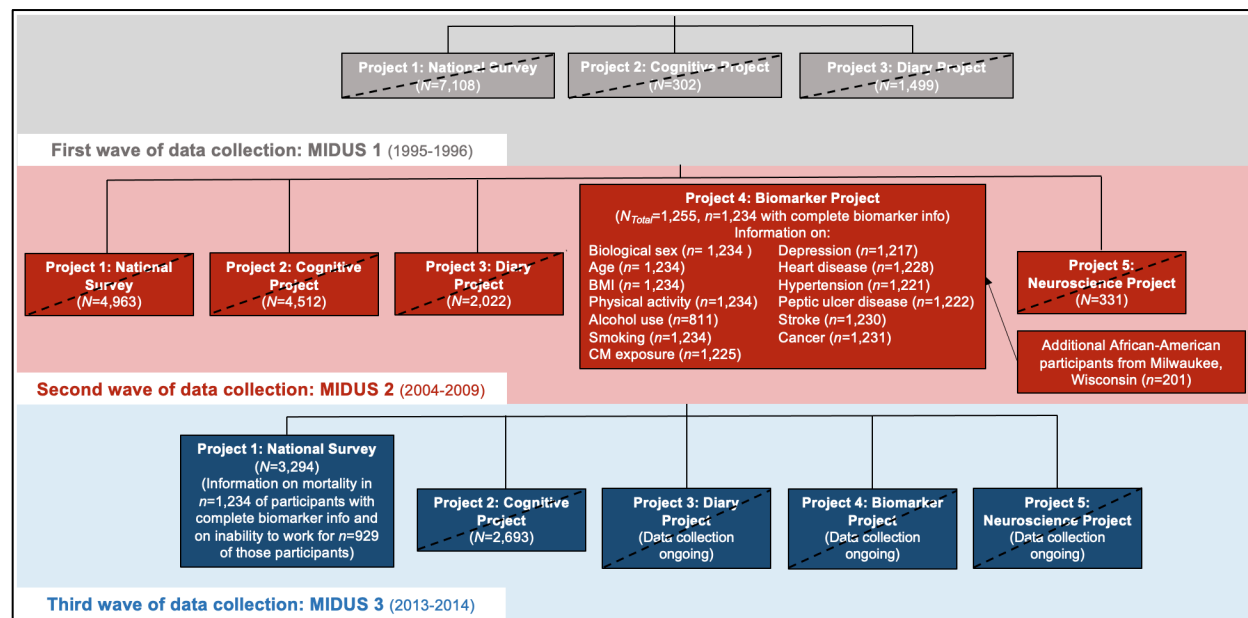 Project 1: National Survey
(N=7,108)
Project 2: Cognitive Project
(N=302)
Project 3: Diary Project
(N=1,499)
First wave of data collection: MIDUS 1 (1995-1996)
Project 1: National
Survey
(N=4,963)
Project 2: Cognitive
Project
(N=4,512)
Project 3: Diary
Project
(N=2,022)
Project 4: Biomarker Project
(NTotal=1,255, n=1,234 with complete biomarker info)
Information on:
Biological sex (n= 1,234 )
Age (n= 1,234)
BMI (n= 1,234)
Physical activity (n=1,234)
Alcohol use (n=811)
Smoking (n=1,234)
CM exposure (n=1,225)
Depression (n=1,217)
Heart disease (n=1,228)
Hypertension (n=1,221)
Peptic ulcer disease (n=1,222)
Stroke (n=1,230)
Cancer (n=1,231)
Project 5:
Neuroscience Project
(N=331)
Additional African-American
participants from Milwaukee,
Wisconsin (n=201)
Second wave of data collection: MIDUS 2 (2004-2009)
Project 1: National Survey
(N=3,294)
(Information on mortality in
n=1,234 of participants with
complete biomarker info and
on inability to work for n=929
of those participants)
Project 2: Cognitive
Project
(N=2,693)
Project 3: Diary
Project
(Data collection
ongoing)
Project 4: Biomarker
Project
(Data collection
ongoing)
Project 5:
Neuroscience Project
(Data collection
ongoing)
Third wave of data collection: MIDUS 3 (2013-2014)